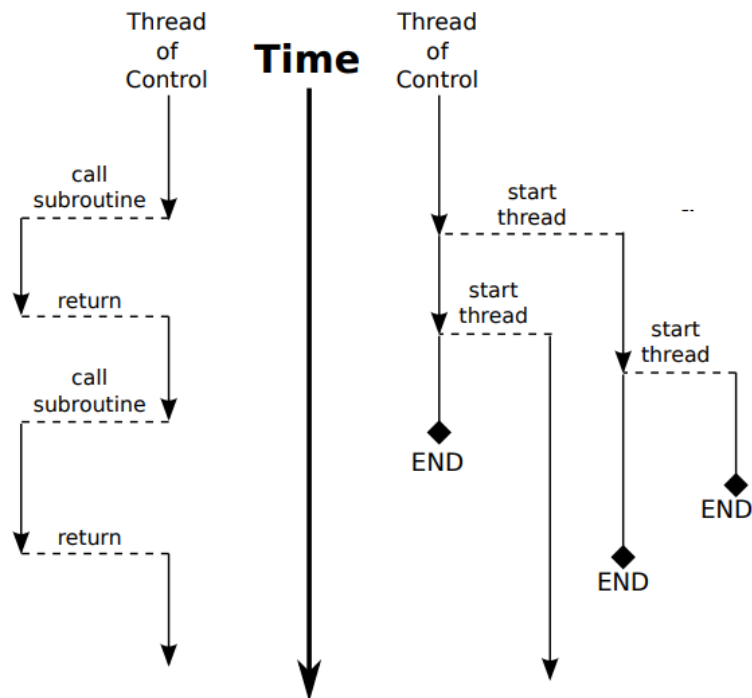 Thread
of
Control
Time
Thread
of
Control
call
subroutine
return
call
subroutine
return
start
thread
start
thread
start
thread
END
END
END